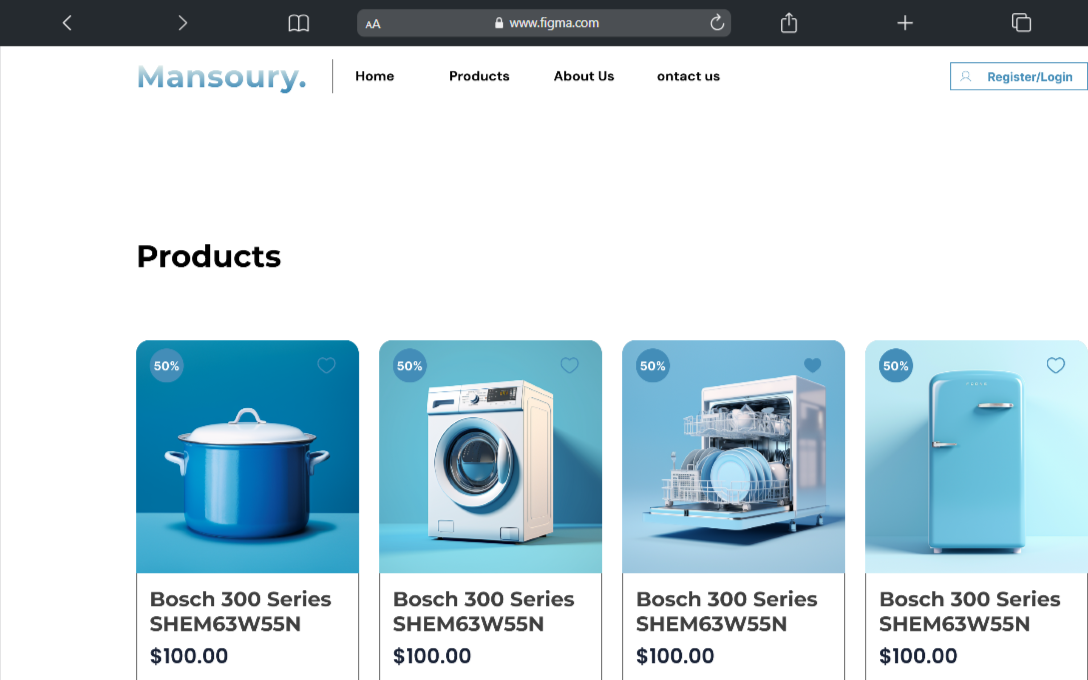 AA www.figma.com
Mansoury. Home Products About Us ontact us Register/Login
Products
50% 50% 50% 50%
Bosch 300 Series Bosch 300 Series Bosch 300 Series Bosch 300 Series
SHEM63W55N SHEM63W55N SHEM63W55N SHEM63W55N
$100.00 $100.00 $100.00 $100.00